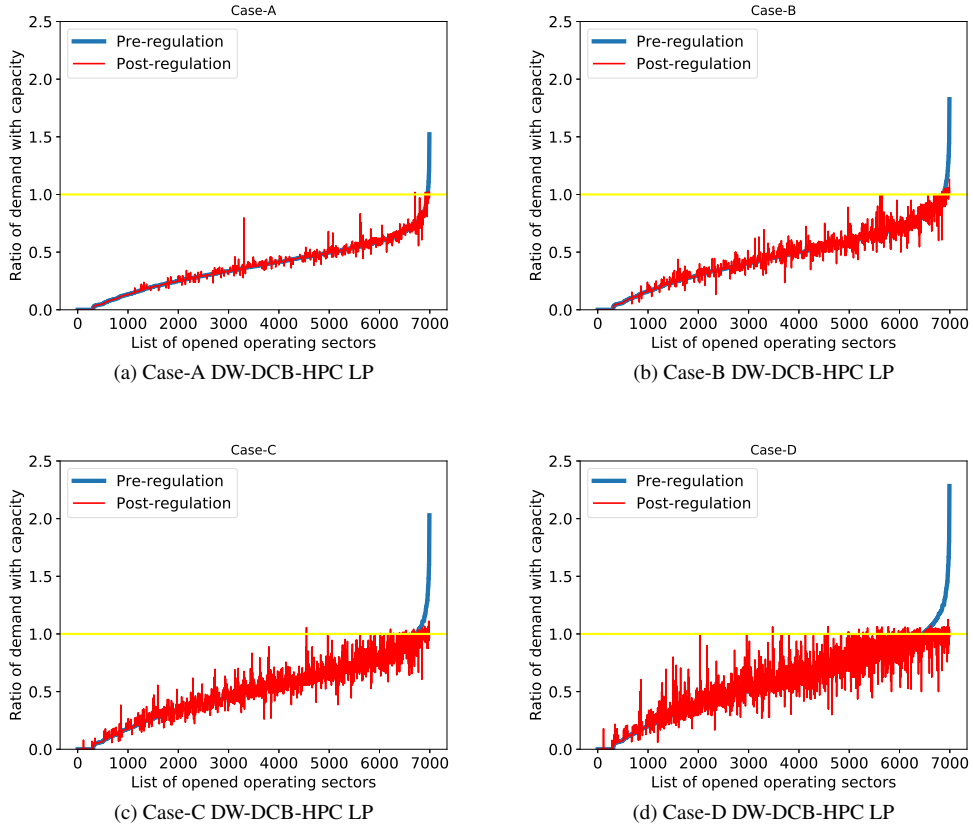 Case-A
Ratio of demand with capacity
2.5
2.0
1.5
1.0
0.5
0.0
Pre-regulation
Post-regulation
0 1000 2000 3000 4000 5000 6000 7000
List of opened operating sectors
(a) Case-A DW-DCB-HPC LP
Case-B
Ratio of demand with capacity
2.5
2.0
1.5
1.0
0.5
0.0
Pre-regulation
Post-regulation
0 1000 2000 3000 4000 5000 6000 7000
List of opened operating sectors
(b) Case-B DW-DCB-HPC LP
Case-C
Ratio of demand with capacity
2.5
2.0
1.5
1.0
0.5
0.0
Pre-regulation
Post-regulation
0 1000 2000 3000 4000 5000 6000 7000
List of opened operating sectors
(c) Case-C DW-DCB-HPC LP
Case-D
Ratio of demand with capacity
2.5
2.0
1.5
1.0
0.5
0.0
Pre-regulation
Post-regulation
0 1000 2000 3000 4000 5000 6000 7000
List of opened operating sectors
(d) Case-D DW-DCB-HPC LP